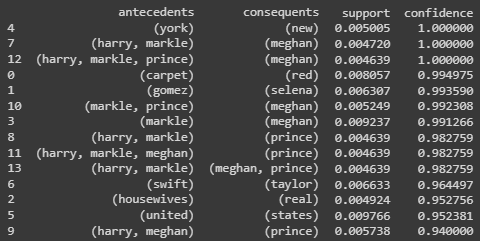 antecedents consequents support confidence
4 (york) (new) 0.005005 1.000000
7 (harry, markle) (meghan) 0.004720 1.000000
12 (harry, markle, prince) (meghan) 0.004639 1.000000
0 (carpet) (red) 0.008057 0.994975
1 (gomez) (selena) 0.006307 0.993590
10 (markle, prince) (meghan) 0.005249 0.992308
3 (markle) (meghan) 0.009237 0.991266
8 (harry, markle) (prince) 0.004639 0.982759
11 (harry, markle, meghan) (prince) 0.004639 0.982759
13 (harry, markle) (meghan, prince) 0.004639 0.982759
6 (swift) (taylor) 0.006633 0.964497
2 (housewives) (real) 0.004924 0.952756
5 (united) (states) 0.009766 0.952381
9 (harry, meghan) (prince) 0.005738 0.940000